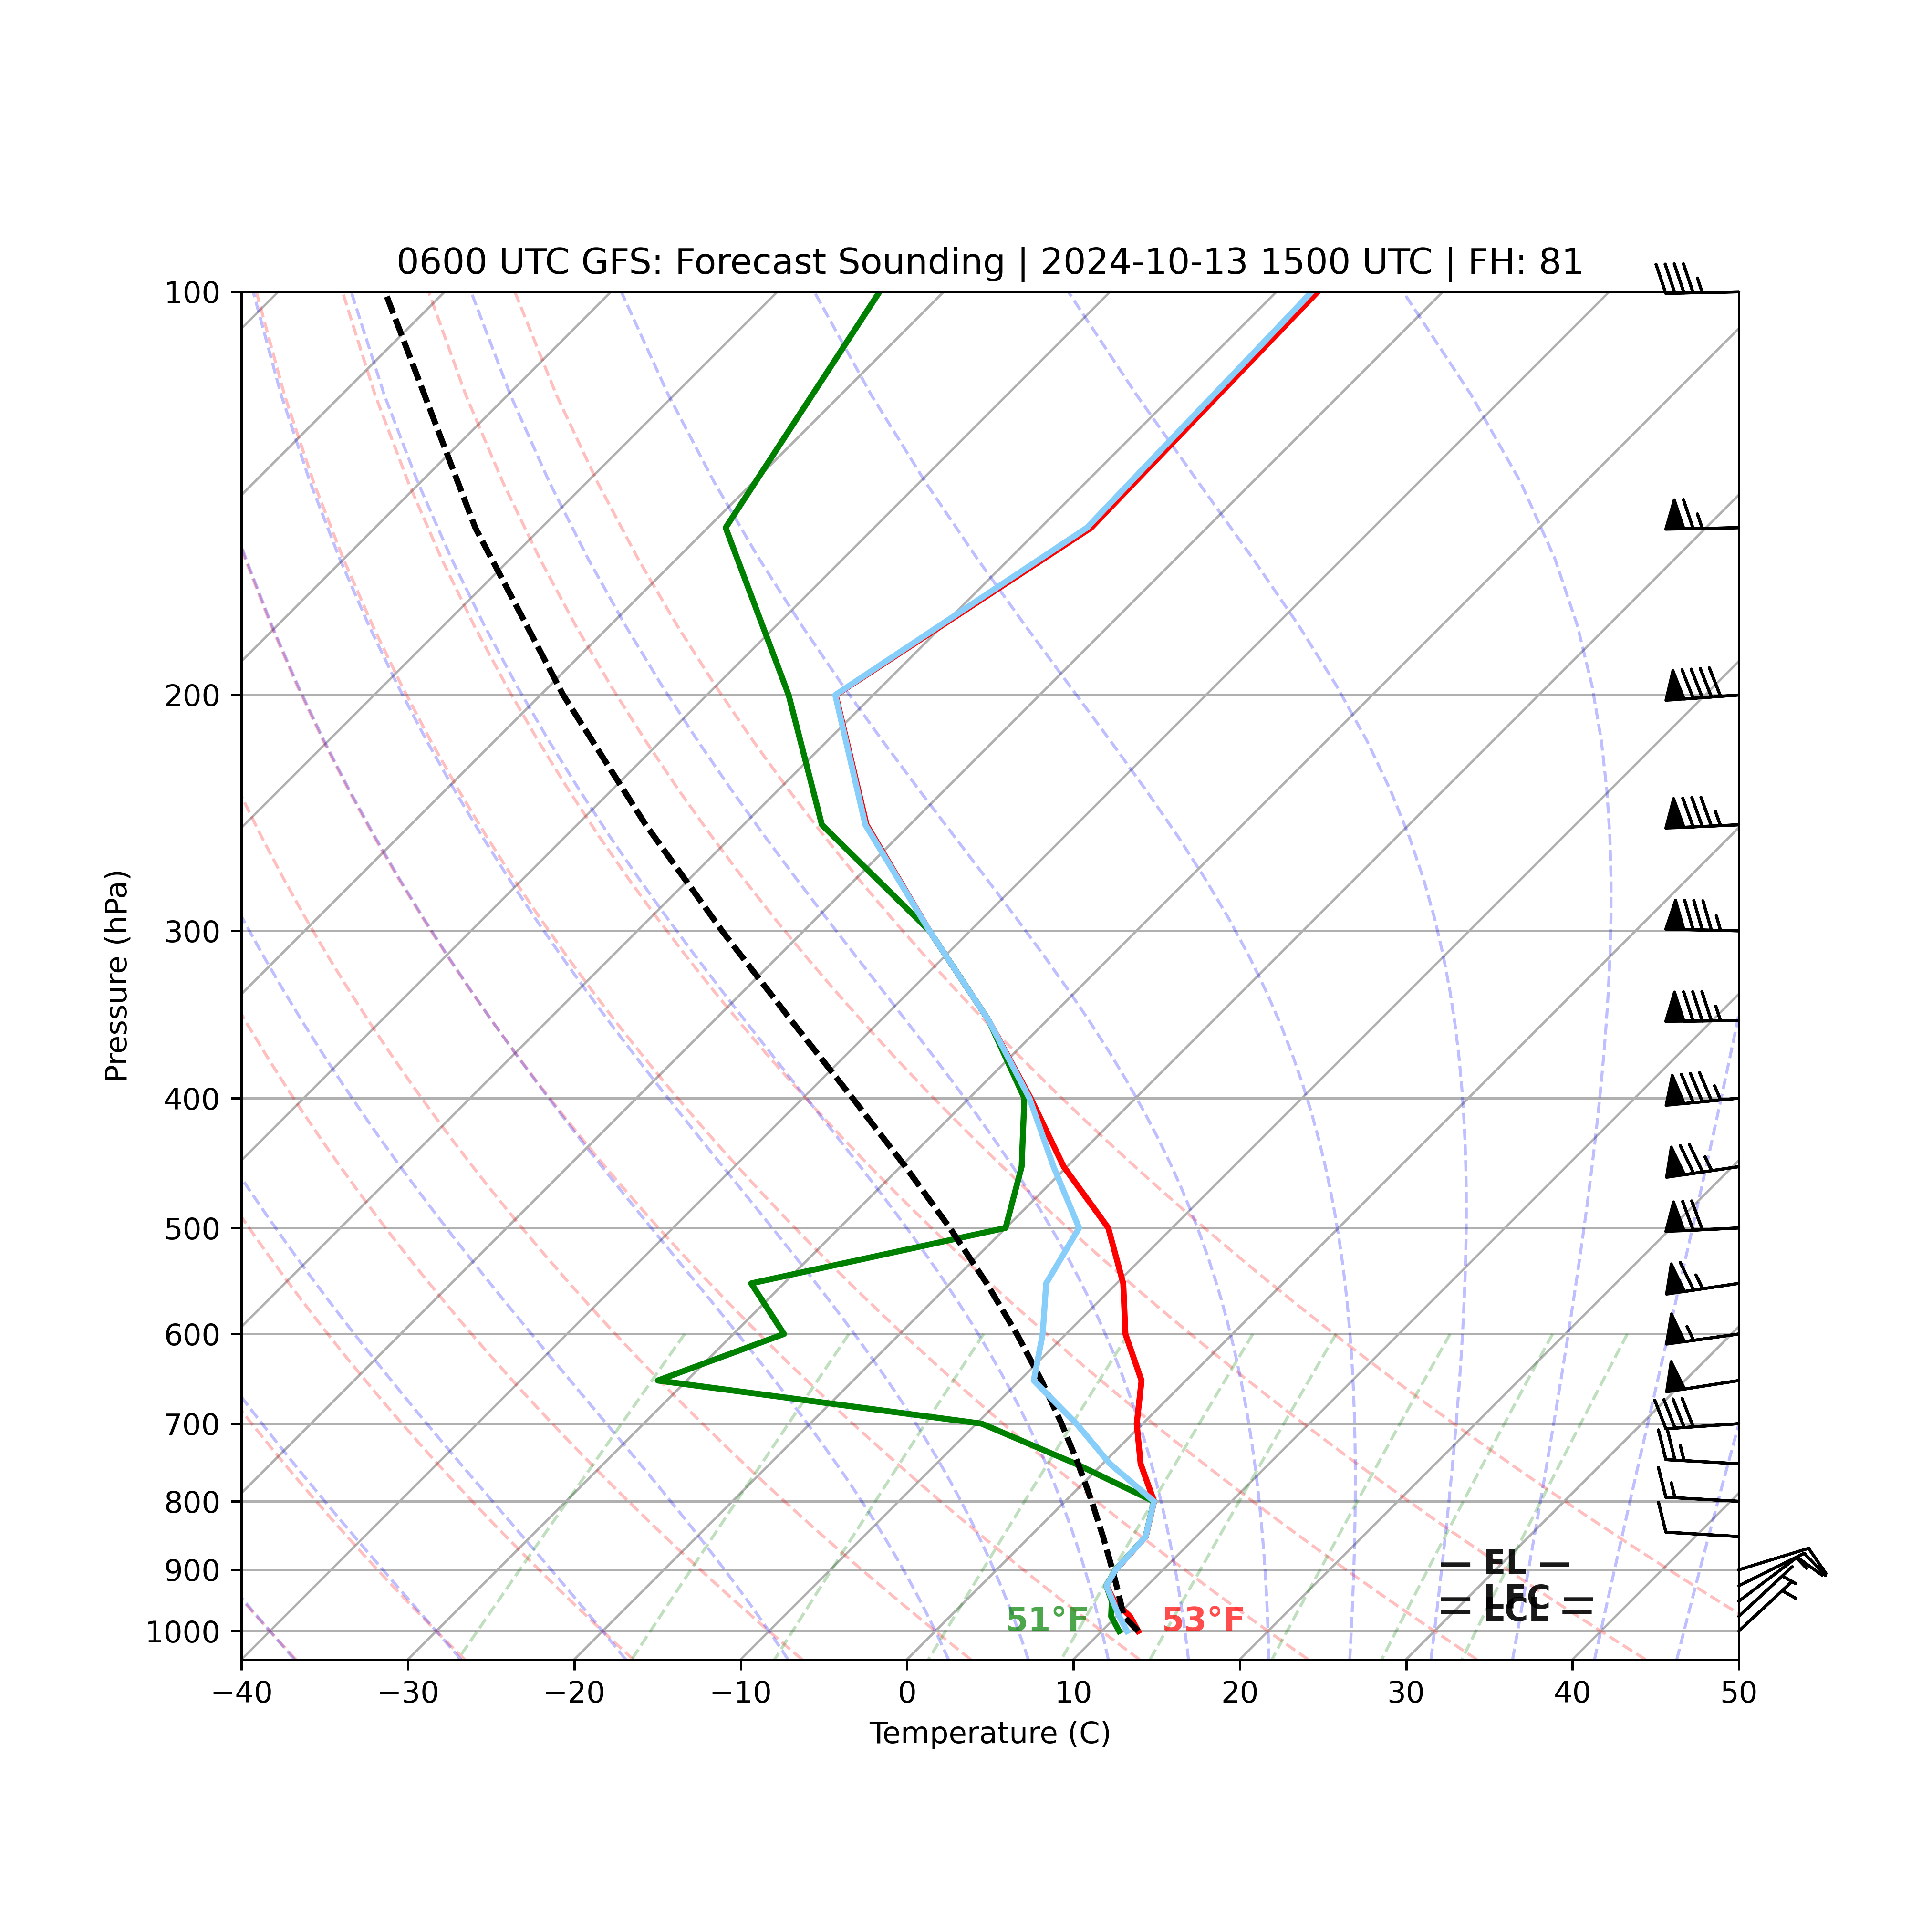 0600 UTC GFS: Forecast Sounding | 2024-10-13 1500 UTC | FH: 81
100
200
300
400
500
600
700
800
900
1000
Pressure (hPa)
— EL —
— LFC —
— LCL —
51°F
53°F
−40 −30 −20 −10 0 10 20 30 40 50
Temperature (C)